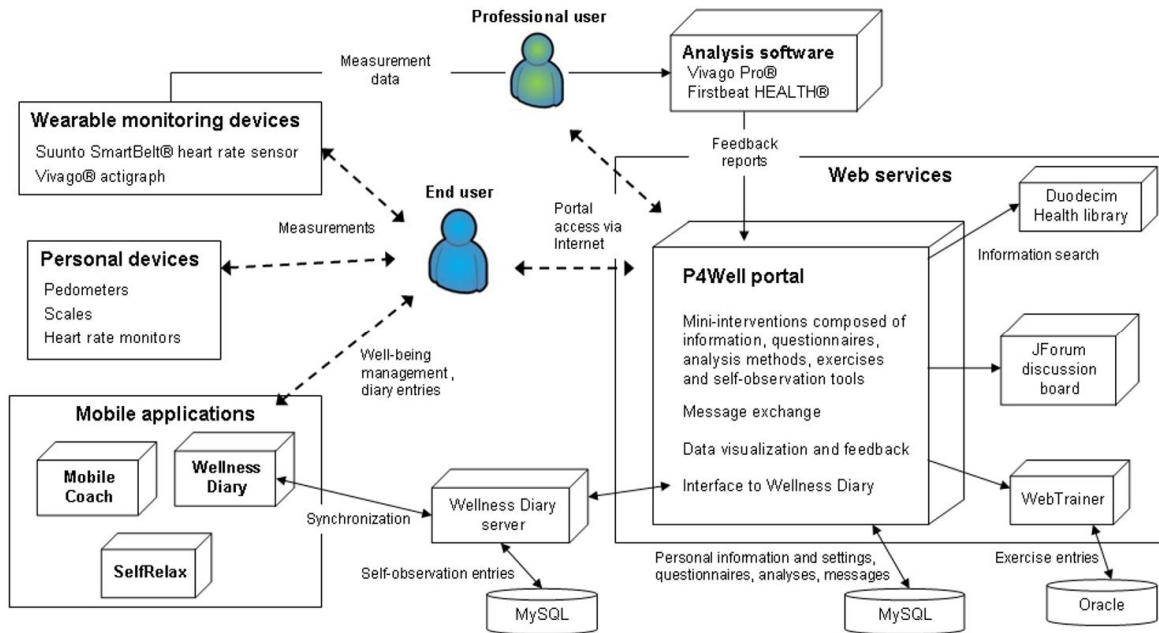 Professional user
Measurement
data
Analysis software
Vivago Pro®
Firstbeat HEALTH®
Wearable monitoring devices
Suunto SmartBelt® heart rate sensor
Vivago® actigraph
Feedback
reports
Web services
Duodecim
Health library
Information search
End user
Measurements
Portal
access via
Internet
Personal devices
Pedometers
Scales
Heart rate monitors
P4Well portal
Mini-interventions composed of
information, questionnaires,
analysis methods, exercises
and self-observation tools
Message exchange
Data visualization and feedback
Interface to Wellness Diary
JForum
discussion
board
Well-being
management ,
diary entries
Mobile applications
Mobile
Coach
Wellness
Diary
SelfRelax
Synchronization
Wellness Diary
server
WebTrainer
Self-observation entries
MySQL
Personal information and settings,
questionnaires, analyses, messages
MySQL
Exercise entries
Oracle